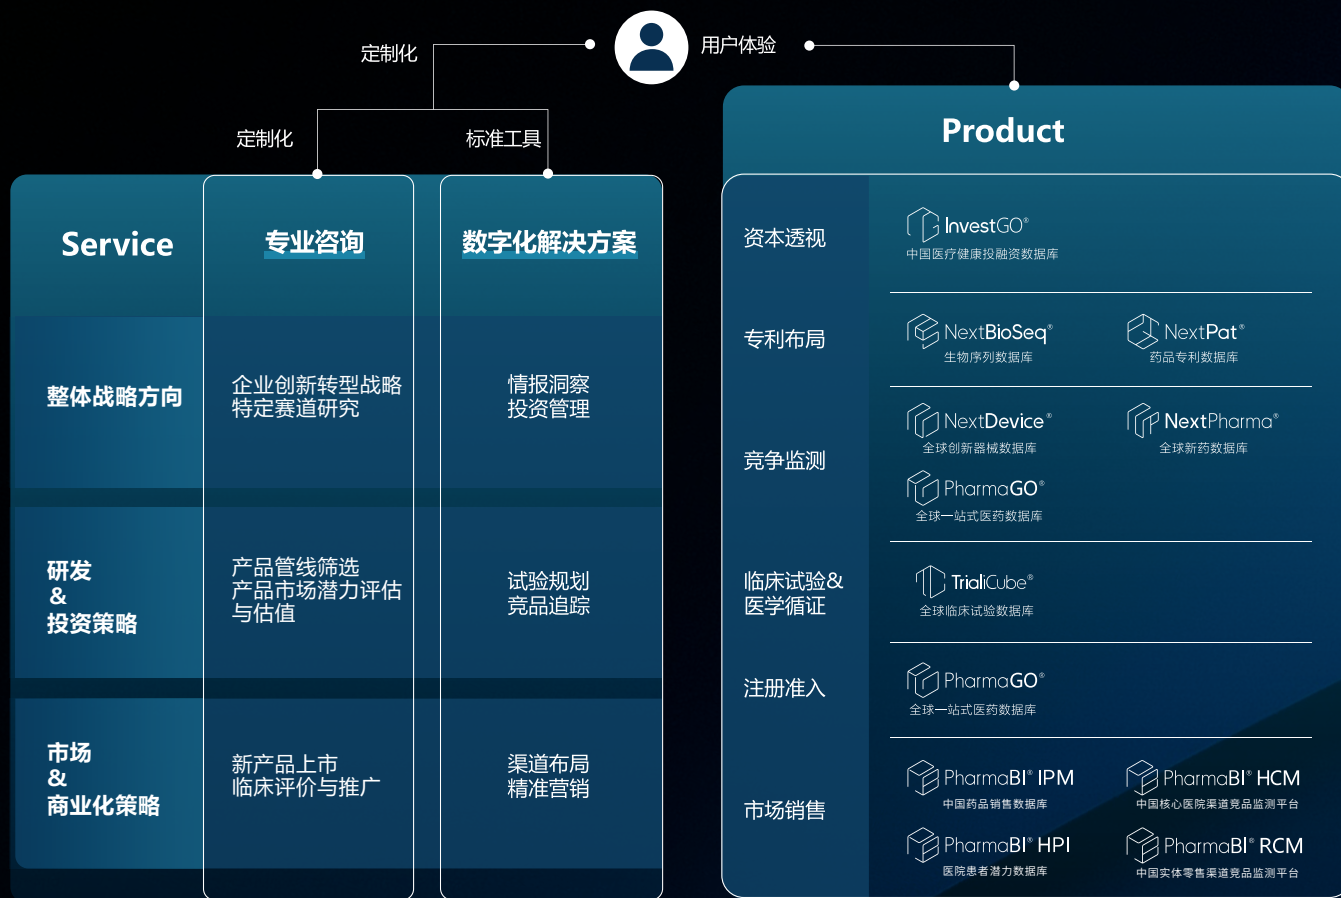 定制化
用户体验
定制化
标准工具
Service
专业咨询
数字化解决方案
整体战略方向
企业创新转型战略
特定赛道研究
情报洞察
投资管理
研发
&
投资策略
产品管线筛选
产品市场潜力评估
与估值
试验规划
竞品追踪
市场
&
商业化策略
新产品上市
临床评价与推广
渠道布局
精准营销
Product
资本透视
InvestGO®
中国医疗健康投融资数据库
专利布局
NextBioSeq®
生物序列数据库
NextPat®
药品专利数据库
竞争监测
NextDevice®
全球创新器械数据库
NextPharma®
全球新药数据库
PharmaGO®
全球一站式医药数据库
临床试验&
医学循证
TrialiCube®
全球临床试验数据库
注册准入
PharmaGO®
全球一站式医药数据库
市场销售
PharmaBI® IPM
中国药品销售数据库
PharmaBI® HCM
中国核心医院渠道竞品监测平台
PharmaBI® HPI
医院患者潜力数据库
PharmaBI® RCM
中国实体零售渠道竞品监测平台